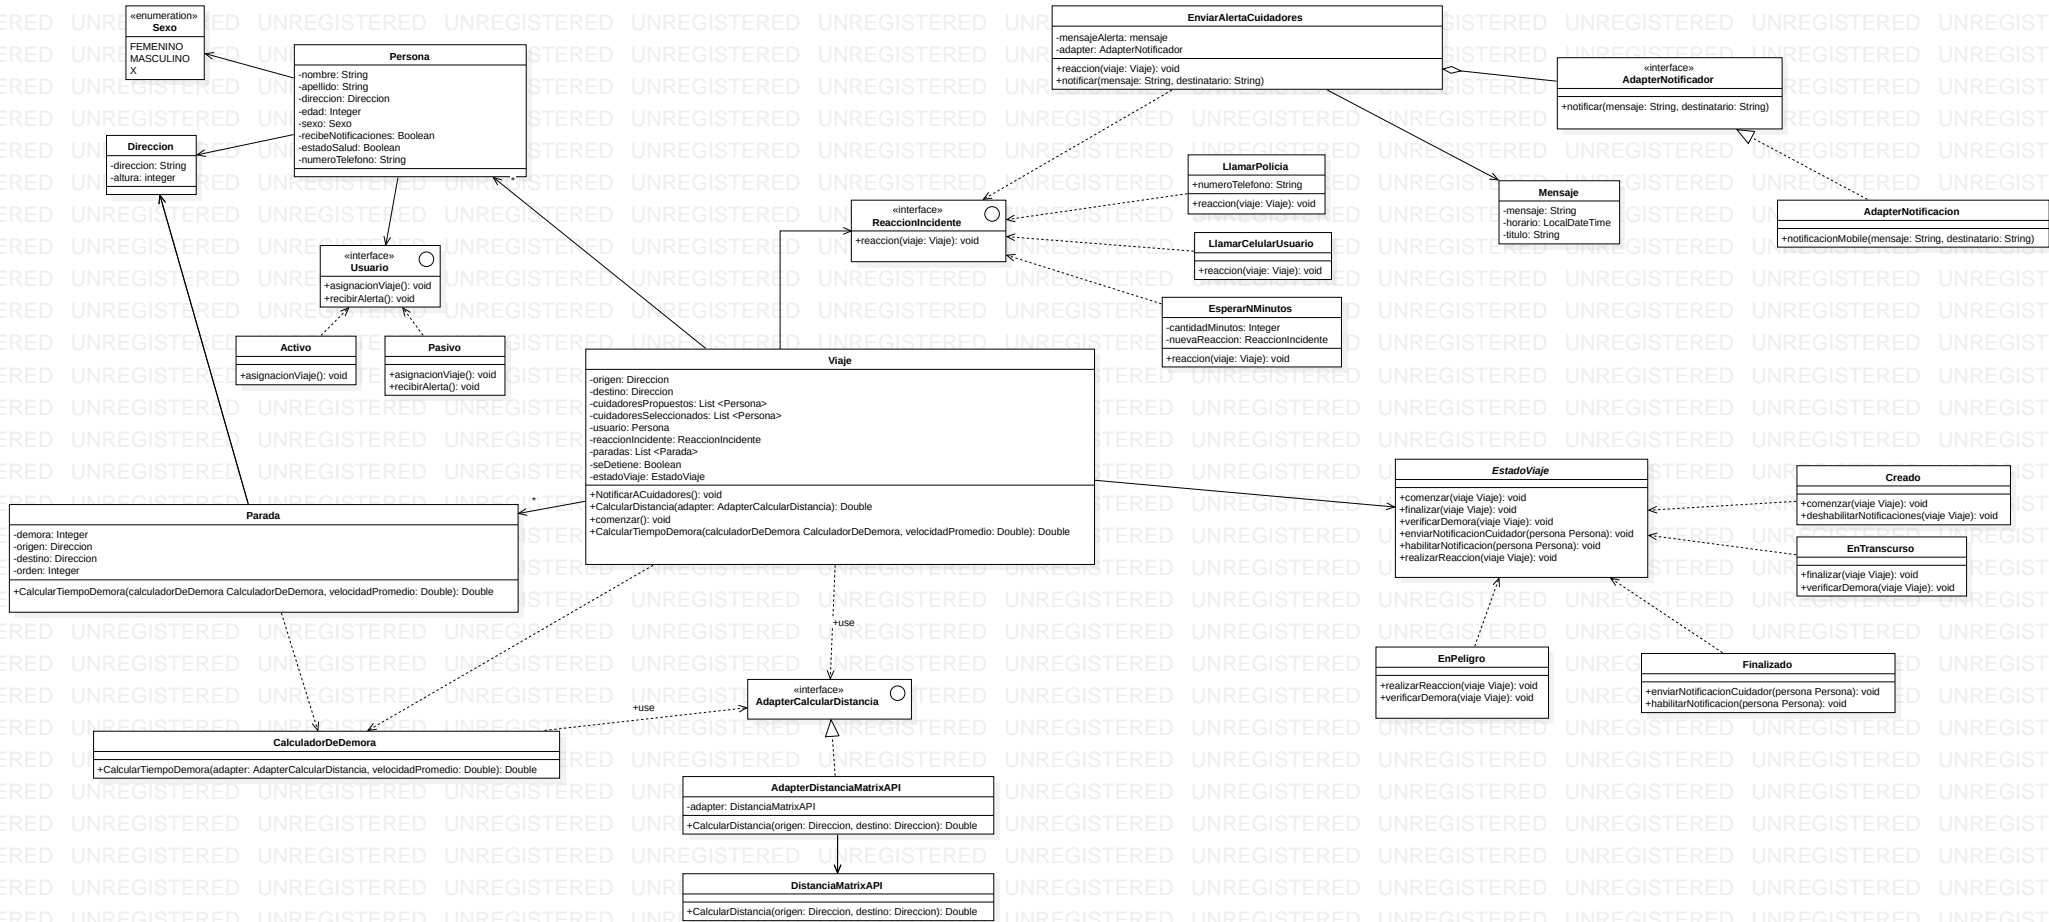 «enumeration»
Sexo
FEMENINO
MASCULINO
X
Persona
-nombre: String
-apellido: String
-direccion: Direccion
-edad: Integer
-sexo: Sexo
-recibeNotificaciones: Boolean
-estadoSalud: Boolean
-numeroTelefono: String
*
Direccion
-direccion: String
-altura: integer
«interface»
Usuario
+asignacionViaje(): void
+recibirAlerta(): void
Activo
+asignacionViaje(): void
Pasivo
+asignacionViaje(): void
+recibirAlerta(): void
EnviarAlertaCuidadores
-mensajeAlerta: mensaje
-adapter: AdapterNotificador
+reaccion(viaje: Viaje): void
+notificar(mensaje: String, destinatario: String)
«interface»
AdapterNotificador
+notificar(mensaje: String, destinatario: String)
AdapterNotificacion
+notificacionMobile(mensaje: String, destinatario: String)
Mensaje
-mensaje: String
-horario: LocalDateTime
-titulo: String
LlamarPolicia
+numeroTelefono: String
+reaccion(viaje: Viaje): void
«interface»
ReaccionIncidente
+reaccion(viaje: Viaje): void
LlamarCelularUsuario
+reaccion(viaje: Viaje): void
EsperarNMinutos
-cantidadMinutos: Integer
-nuevaReaccion: ReaccionIncidente
+reaccion(viaje: Viaje): void
Viaje
-origen: Direccion
-destino: Direccion
-cuidadoresPropuestos: List <Persona>
-cuidadoresSeleccionados: List <Persona>
-usuario: Persona
-reaccionIncidente: ReaccionIncidente
-paradas: List <Parada>
-seDetiene: Boolean
-estadoViaje: EstadoViaje
+NotificarACuidadores(): void
+CalcularDistancia(adapter: AdapterCalcularDistancia): Double
+comenzar(): void
+CalcularTiempoDemora(calculadorDeDemora CalculadorDeDemora, velocidadPromedio: Double): Double
*
Parada
-demora: Integer
-origen: Direccion
-destino: Direccion
-orden: Integer
+CalcularTiempoDemora(calculadorDeDemora CalculadorDeDemora, velocidadPromedio: Double): Double
EstadoViaje
+comenzar(viaje Viaje): void
+finalizar(viaje Viaje): void
+verificarDemora(viaje Viaje): void
+enviarNotificacionCuidador(persona Persona): void
+habilitarNotificacion(persona Persona): void
+realizarReaccion(viaje Viaje): void
Creado
+comenzar(viaje Viaje): void
+deshabilitarNotificaciones(viaje Viaje): void
EnTranscurso
+finalizar(viaje Viaje): void
+verificarDemora(viaje Viaje): void
EnPeligro
+realizarReaccion(viaje Viaje): void
+verificarDemora(viaje Viaje): void
Finalizado
+enviarNotificacionCuidador(persona Persona): void
+habilitarNotificacion(persona Persona): void
+use
«interface»
AdapterCalcularDistancia
+use
CalculadorDeDemora
+CalcularTiempoDemora(adapter: AdapterCalcularDistancia, velocidadPromedio: Double): Double
AdapterDistanciaMatrixAPI
-adapter: DistanciaMatrixAPI
+CalcularDistancia(origen: Direccion, destino: Direccion): Double
DistanciaMatrixAPI
+CalcularDistancia(origen: Direccion, destino: Direccion): Double
UNREGISTERED